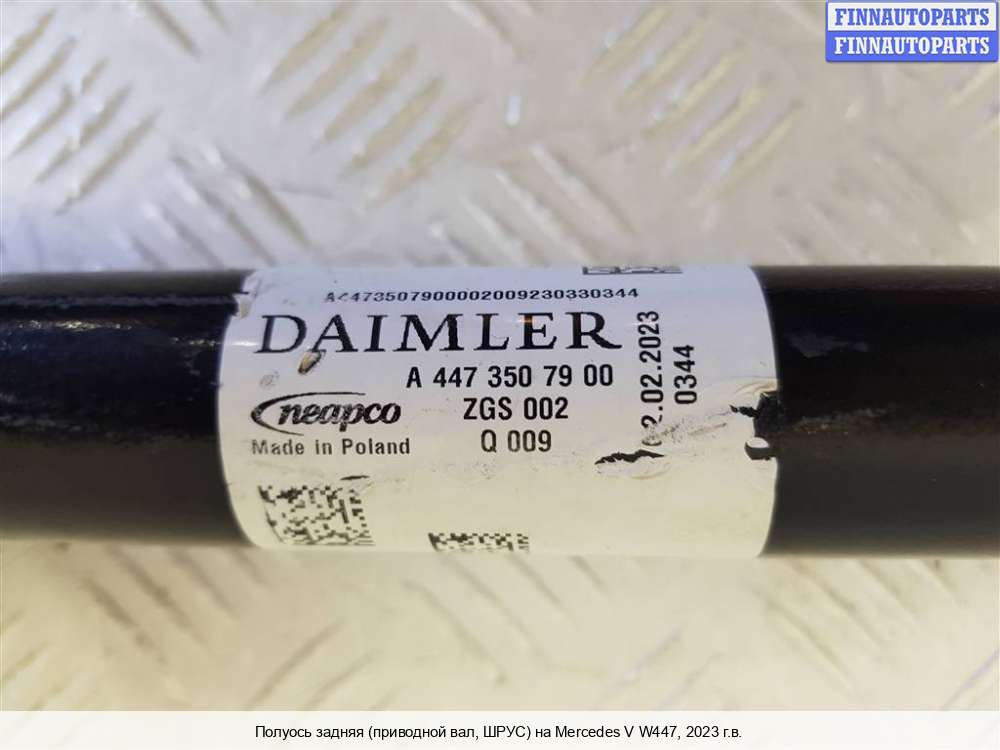 FINNAUTOPARTS
FINNAUTOPARTS
A4473507900002009230330344
DAIMLER
A 447 350 79 00
neapco
ZGS 002
Made in Poland
Q 009
2.02.2023
0344
Полуось задняя (приводной вал, ШРУС) на Mercedes V W447, 2023 г.в.